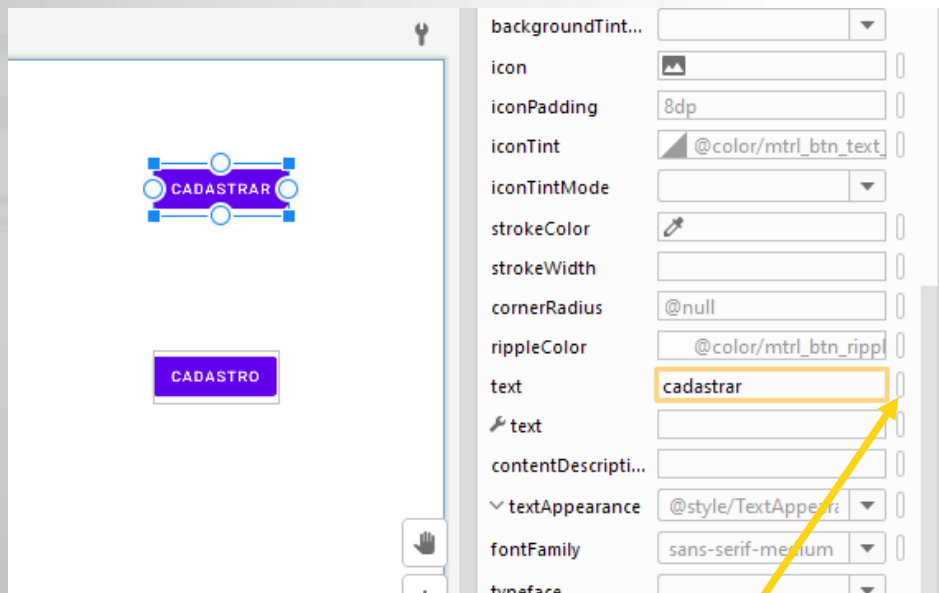 CADASTRAR
CADASTRO
backgroundTint...
icon
iconPadding 8dp
iconTint @color/mtrl_btn_text_
iconTintMode
strokeColor
strokeWidth
cornerRadius @null
rippleColor @color/mtrl_btn_rippl
text cadastrar
text
contentDescripti...
textAppearance @style/TextAppeara
fontFamily sans-serif-medium
typeface